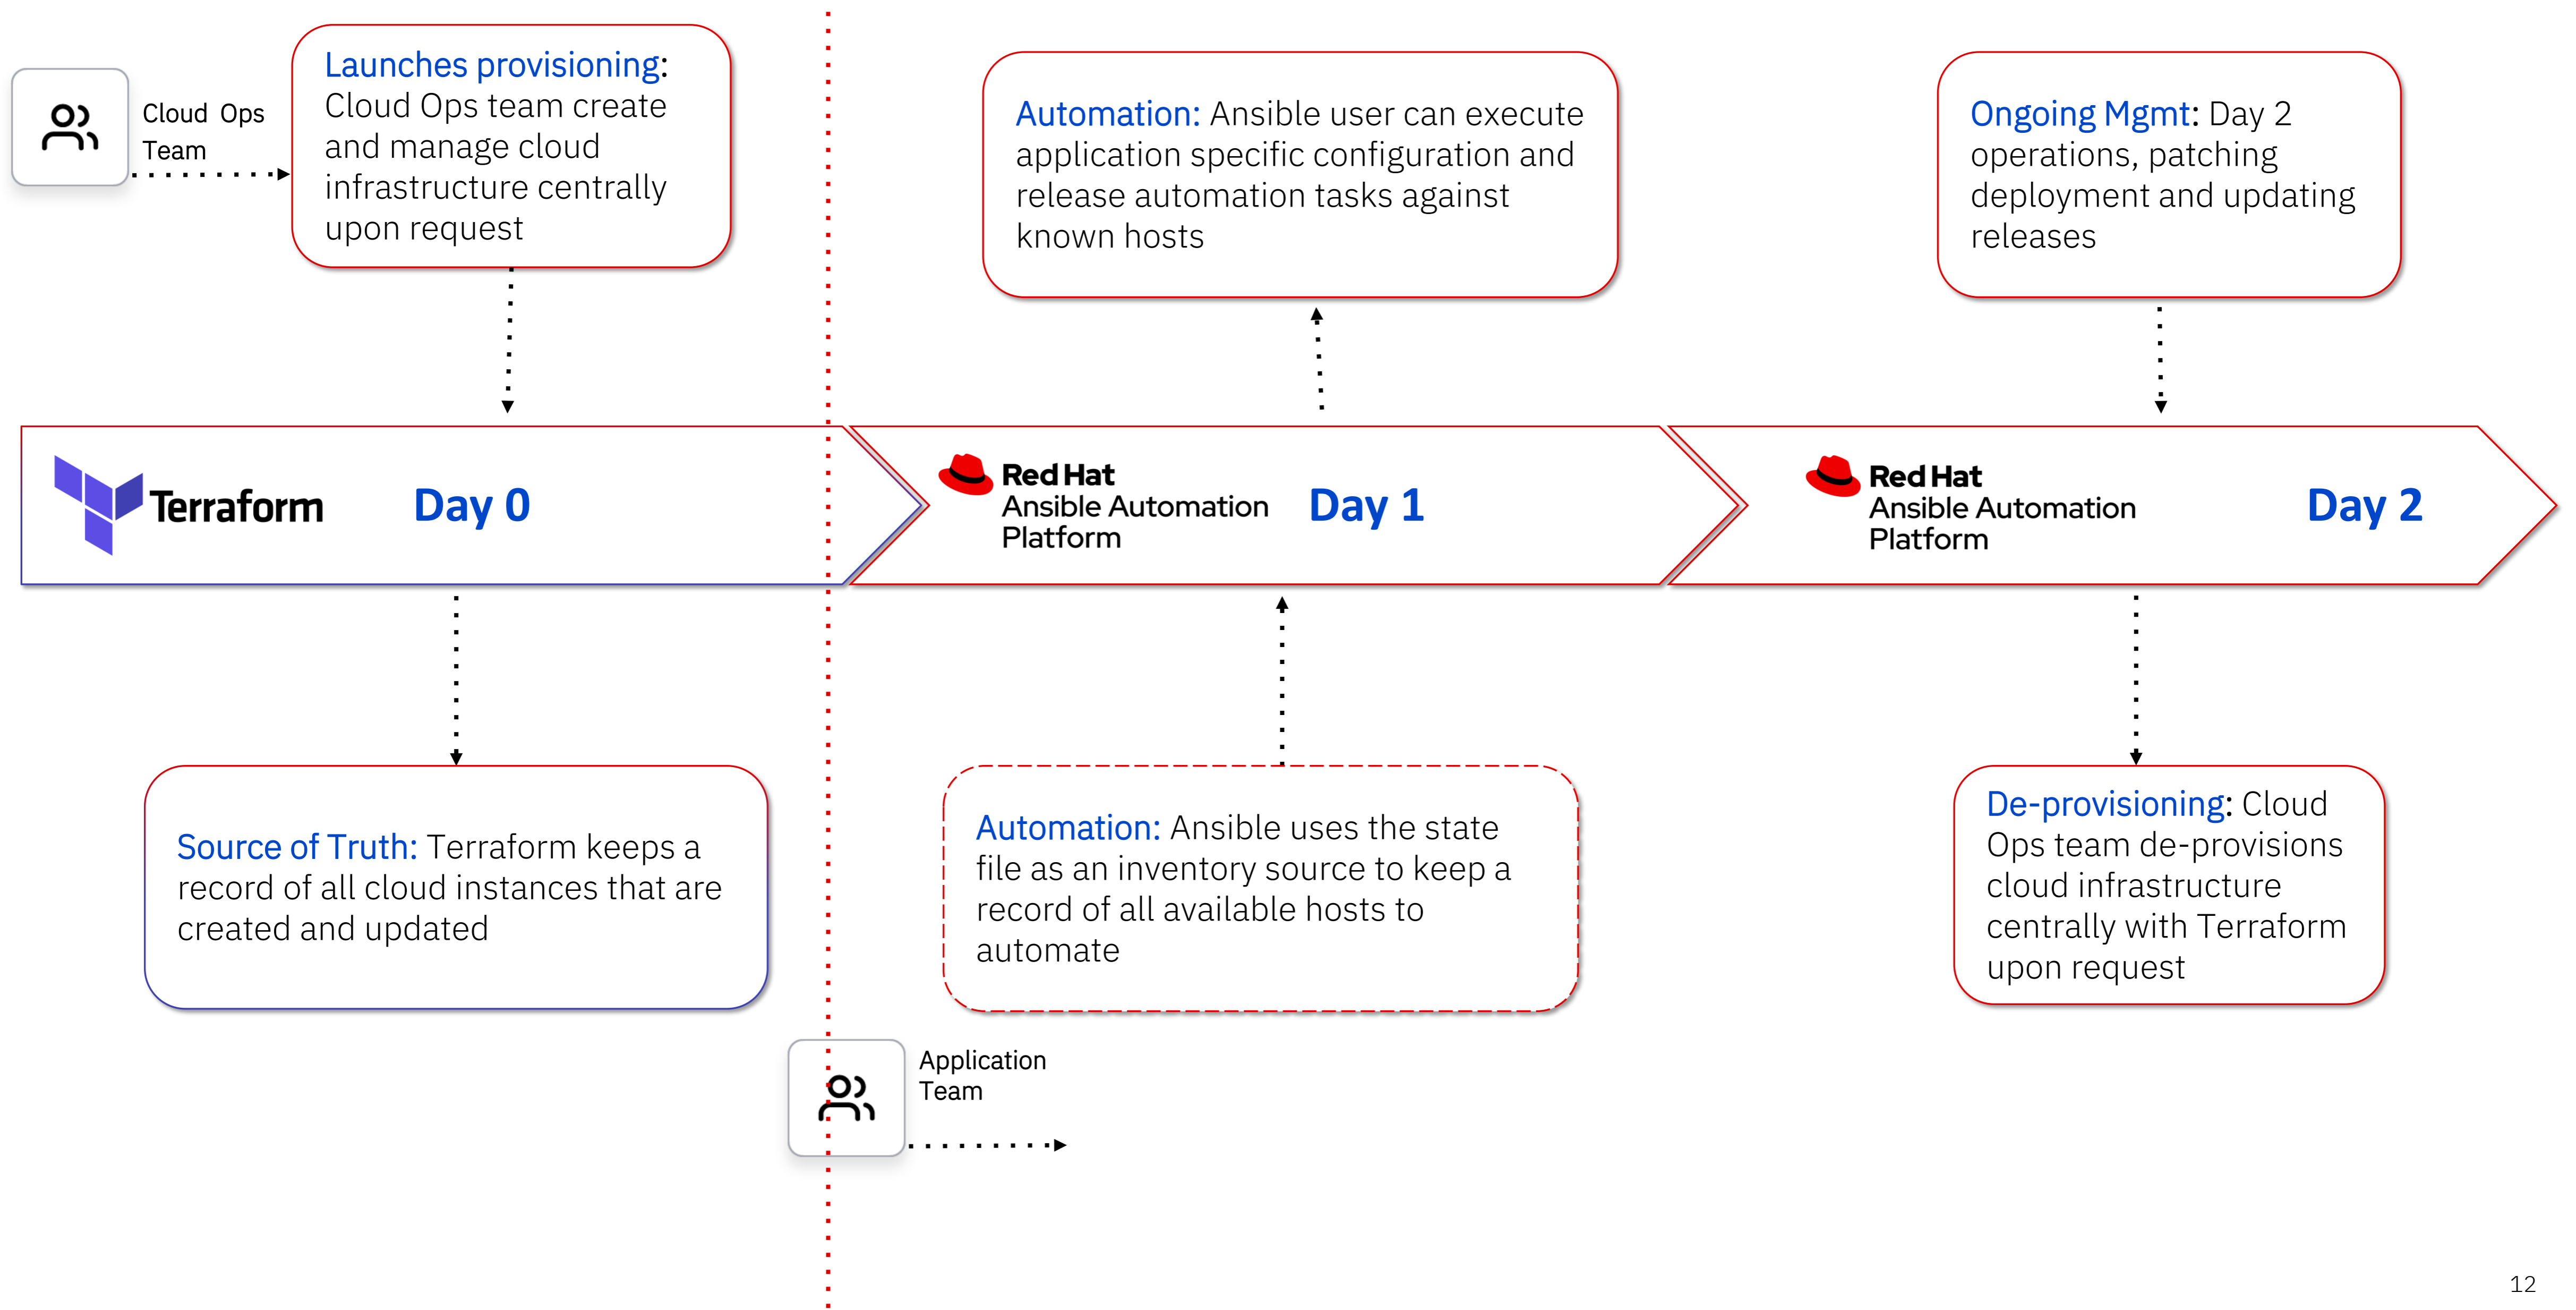 Cloud Ops
Team
Launches provisioning:
Cloud Ops team create
and manage cloud
infrastructure centrally
upon request
Automation: Ansible user can execute
application specific configuration and
release automation tasks against
known hosts
Ongoing Mgmt: Day 2
operations, patching
deployment and updating
releases
Terraform
Day 0
Red Hat
Ansible Automation
Platform
Day 1
Red Hat
Ansible Automation
Platform
Day 2
Source of Truth: Terraform keeps a
record of all cloud instances that are
created and updated
Automation: Ansible uses the state
file as an inventory source to keep a
record of all available hosts to
automate
De-provisioning: Cloud
Ops team de-provisions
cloud infrastructure
centrally with Terraform
upon request
Application
Team
12